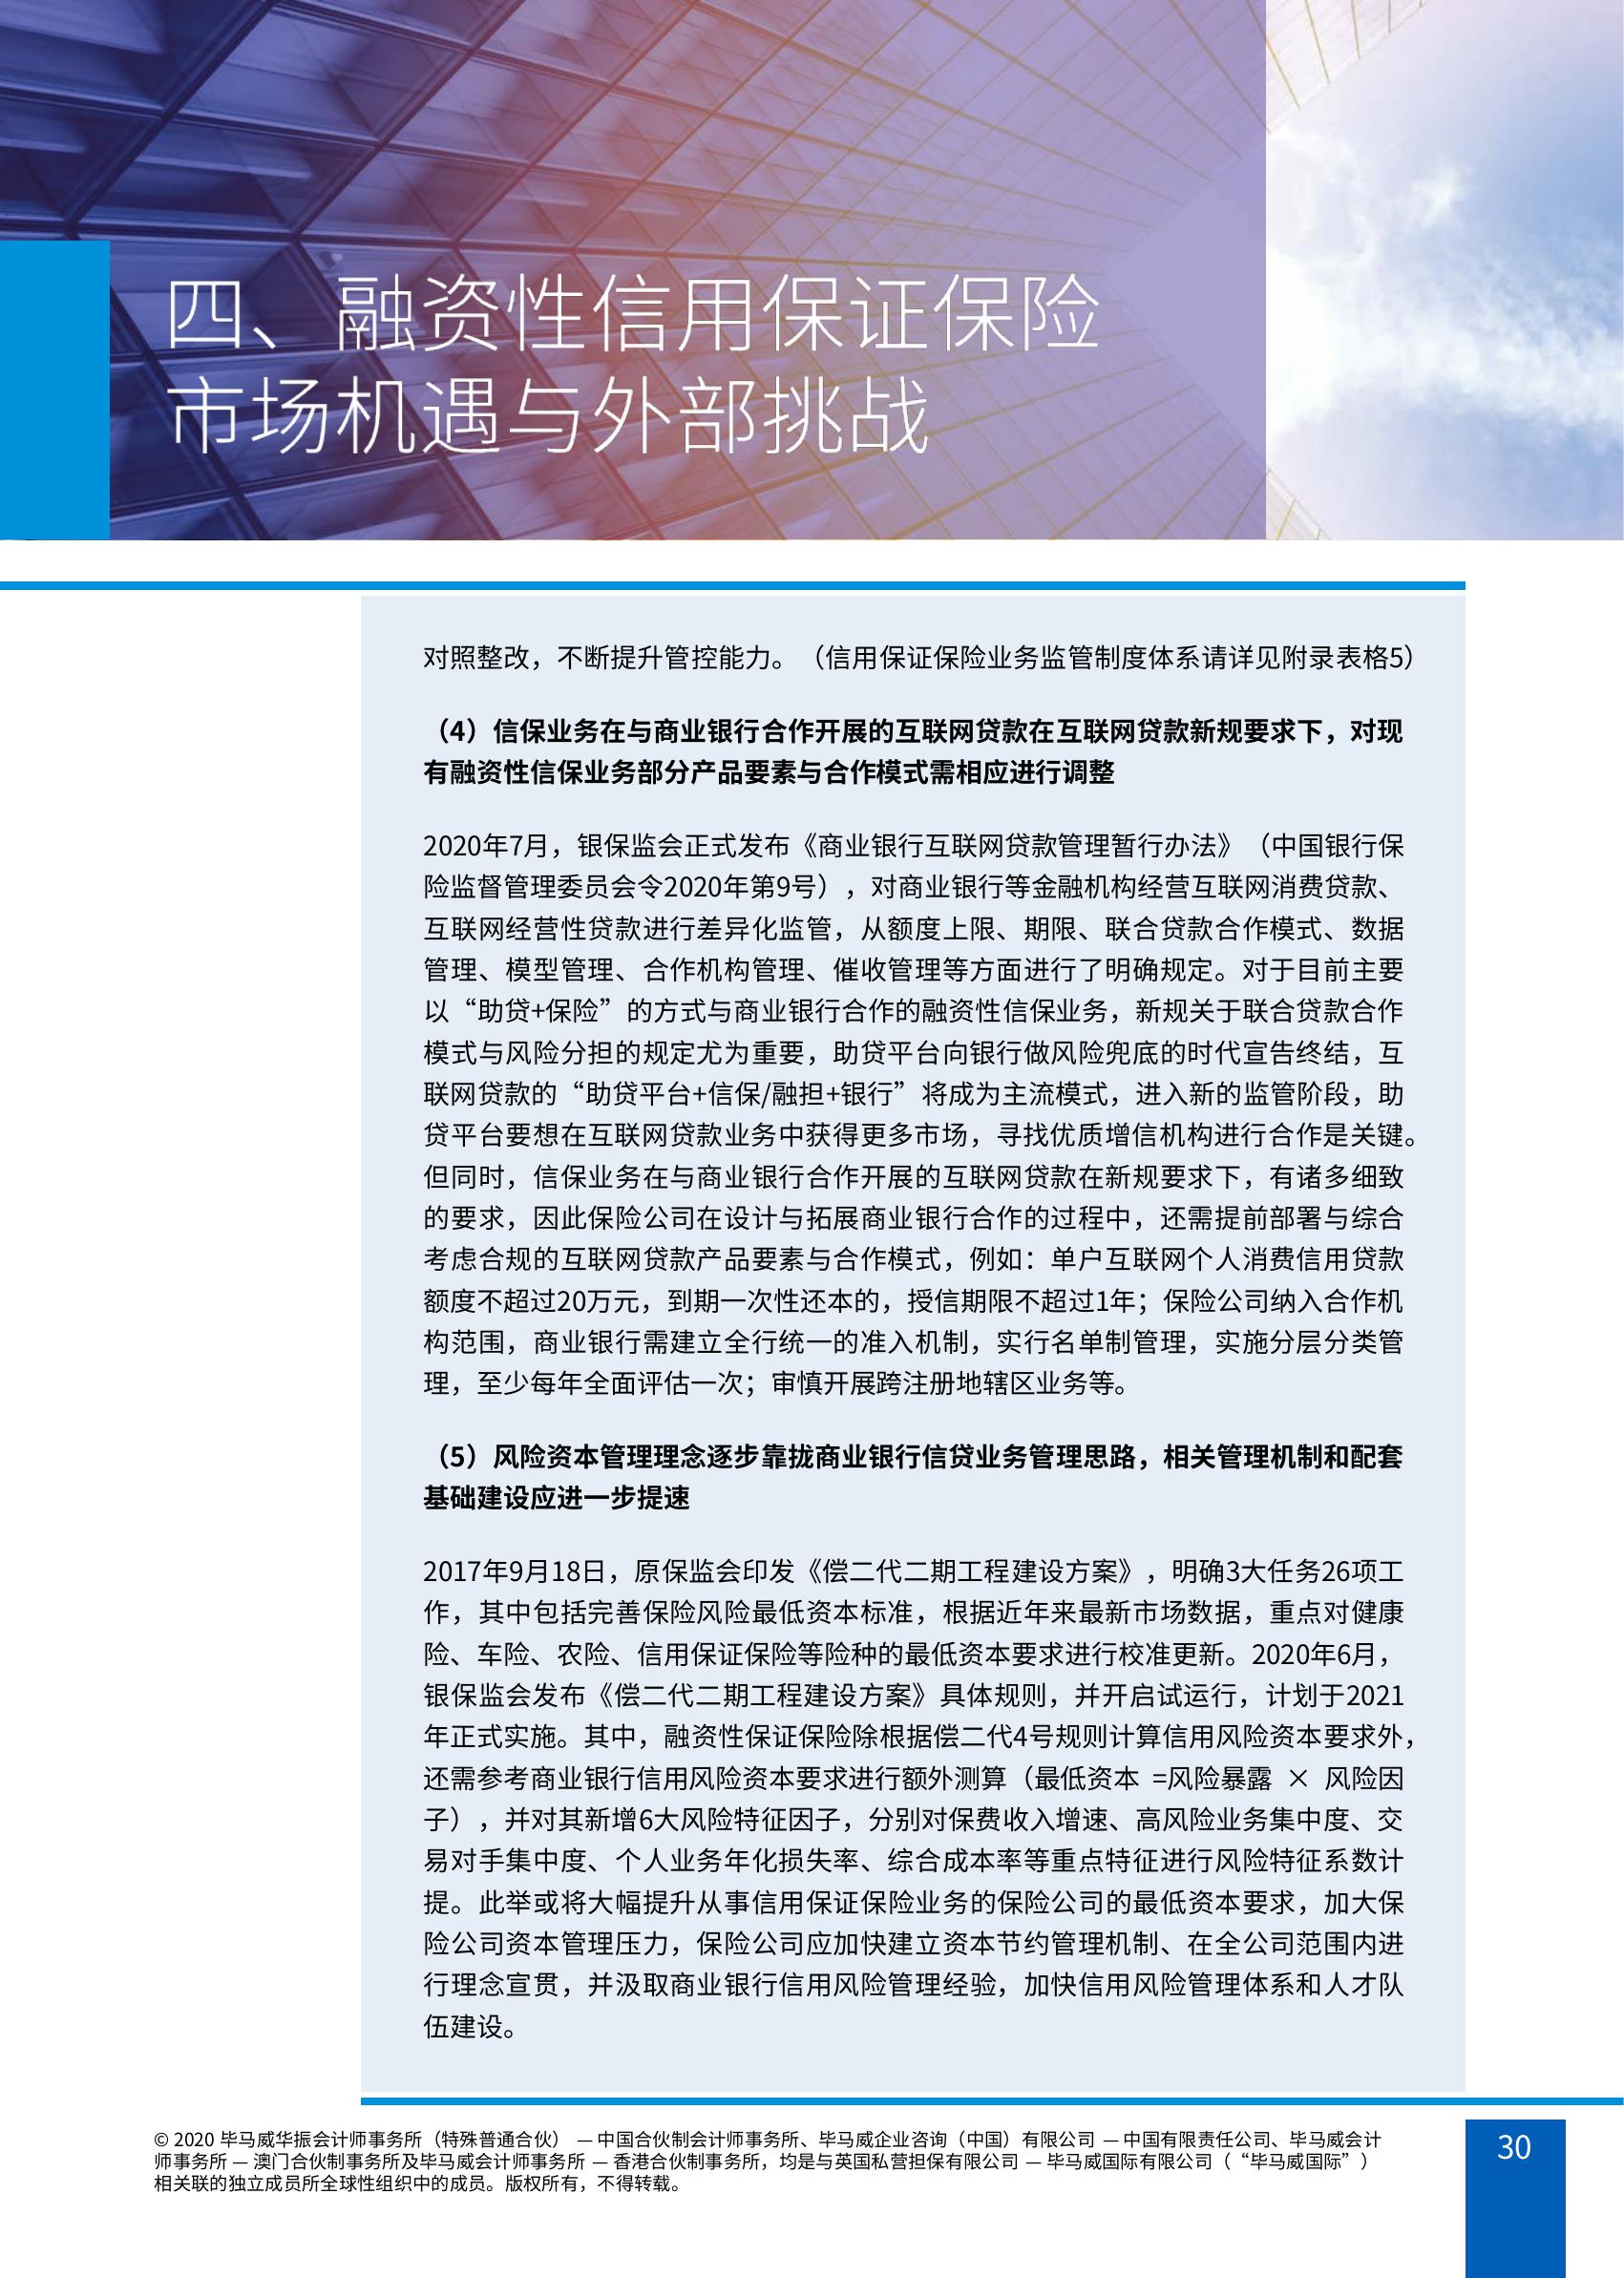 四、融资性信用保证保险
市场机遇与外部挑战
对照整改，不断提升管控能力。（信用保证保险业务监管制度体系请详见附录表格5）
（4）信保业务在与商业银行合作开展的互联网贷款在互联网贷款新规要求下，对现
有融资性信保业务部分产品要素与合作模式需相应进行调整
2020年7月，银保监会正式发布《商业银行互联网贷款管理暂行办法》（中国银行保
险监督管理委员会令2020年第9号），对商业银行等金融机构经营互联网消费贷款、
互联网经营性贷款进行差异化监管，从额度上限、期限、联合贷款合作模式、数据
管理、模型管理、合作机构管理、催收管理等方面进行了明确规定。对于目前主要
以“助贷+保险”的方式与商业银行合作的融资性信保业务，新规关于联合贷款合作
模式与风险分担的规定尤为重要，助贷平台向银行做风险兜底的时代宣告终结，互
联网贷款的“助贷平台+信保/融担+银行”将成为主流模式，进入新的监管阶段，助
贷平台要想在互联网贷款业务中获得更多市场，寻找优质增信机构进行合作是关键。
但同时，信保业务在与商业银行合作开展的互联网贷款在新规要求下，有诸多细致
的要求，因此保险公司在设计与拓展商业银行合作的过程中，还需提前部署与综合
考虑合规的互联网贷款产品要素与合作模式，例如：单户互联网个人消费信用贷款
额度不超过20万元，到期一次性还本的，授信期限不超过1年；保险公司纳入合作机
构范围，商业银行需建立全行统一的准入机制，实行名单制管理，实施分层分类管
理，至少每年全面评估一次；审慎开展跨注册地辖区业务等。
（5）风险资本管理理念逐步靠拢商业银行信贷业务管理思路，相关管理机制和配套
基础建设应进一步提速
2017年9月18日，原保监会印发《偿二代二期工程建设方案》，明确3大任务26项工
作，其中包括完善保险风险最低资本标准，根据近年来最新市场数据，重点对健康
险、车险、农险、信用保证保险等险种的最低资本要求进行校准更新。2020年6月，
银保监会发布《偿二代二期工程建设方案》具体规则，并开启试运行，计划于2021
年正式实施。其中，融资性保证保险除根据偿二代4号规则计算信用风险资本要求外，
还需参考商业银行信用风险资本要求进行额外测算（最低资本 =风险暴露 × 风险因
子），并对其新增6大风险特征因子，分别对保费收入增速、高风险业务集中度、交
易对手集中度、个人业务年化损失率、综合成本率等重点特征进行风险特征系数计
提。此举或将大幅提升从事信用保证保险业务的保险公司的最低资本要求，加大保
险公司资本管理压力，保险公司应加快建立资本节约管理机制、在全公司范围内进
行理念宣贯，并汲取商业银行信用风险管理经验，加快信用风险管理体系和人才队
伍建设。
© 2020 毕马威华振会计师事务所（特殊普通合伙） — 中国合伙制会计师事务所、毕马威企业咨询（中国）有限公司 — 中国有限责任公司、毕马威会计
师事务所 — 澳门合伙制事务所及毕马威会计师事务所 — 香港合伙制事务所，均是与英国私营担保有限公司 — 毕马威国际有限公司（“毕马威国际”）
相关联的独立成员所全球性组织中的成员。版权所有，不得转载。
30